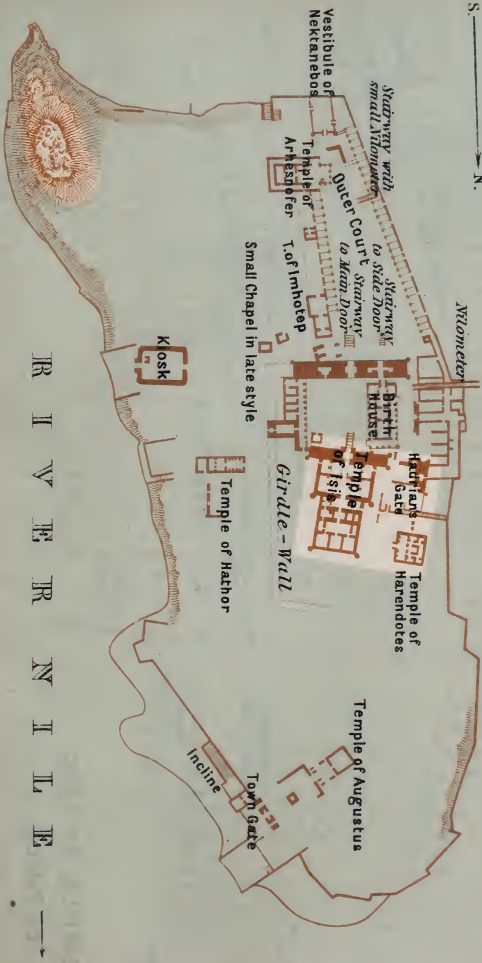 S.
N.
Vestibule of
Nektanebos
Stairway with
small Nilometer
Temple of
Arhesnofer
Outer Court
Stairway
to Side Door
Stairway
to Main Door
T. of Imhotep
Small Chapel in late style
Nilometer
Kiosk
Birth
House
Hadrian's
Gate
Temple
of Isis
Girdle-Wall
Temple of
Harendotes
Temple of Hathor
Temple of Augustus
Town Gate
Incline
RIVER NILE